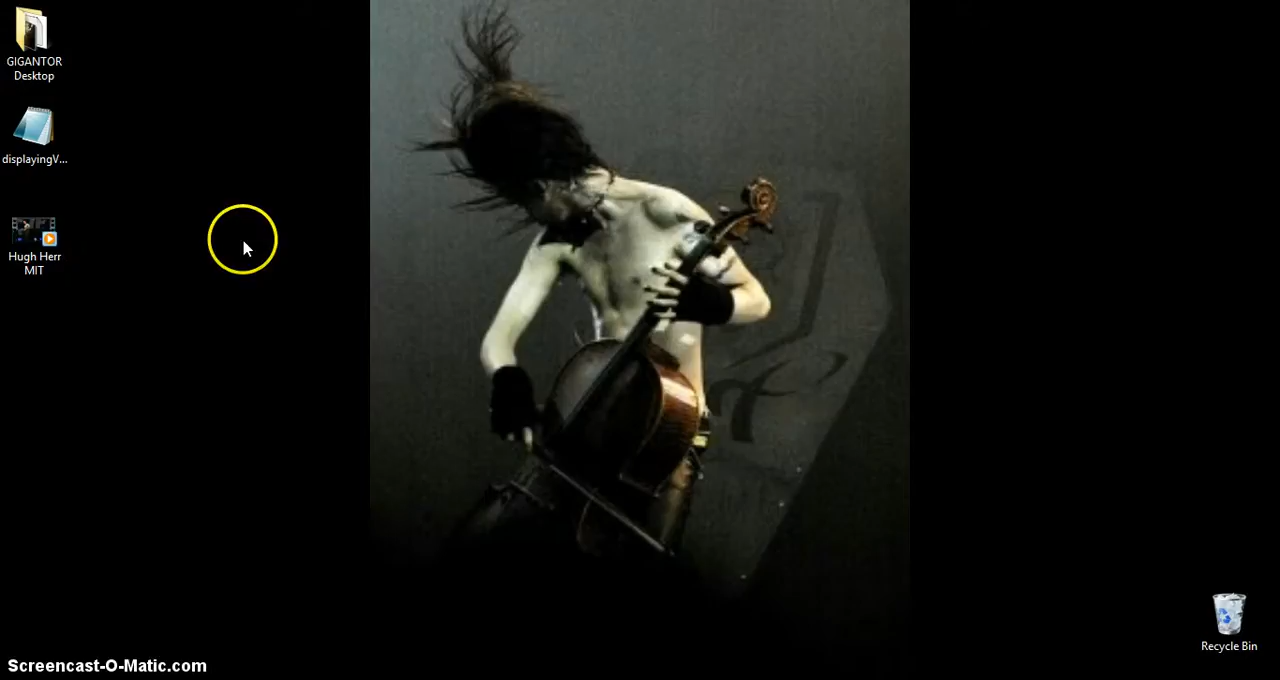 GIGANTOR
Desktop
displayingV...
Hugh Herr
MIT
Recycle Bin
Screencast-O-Matic.com